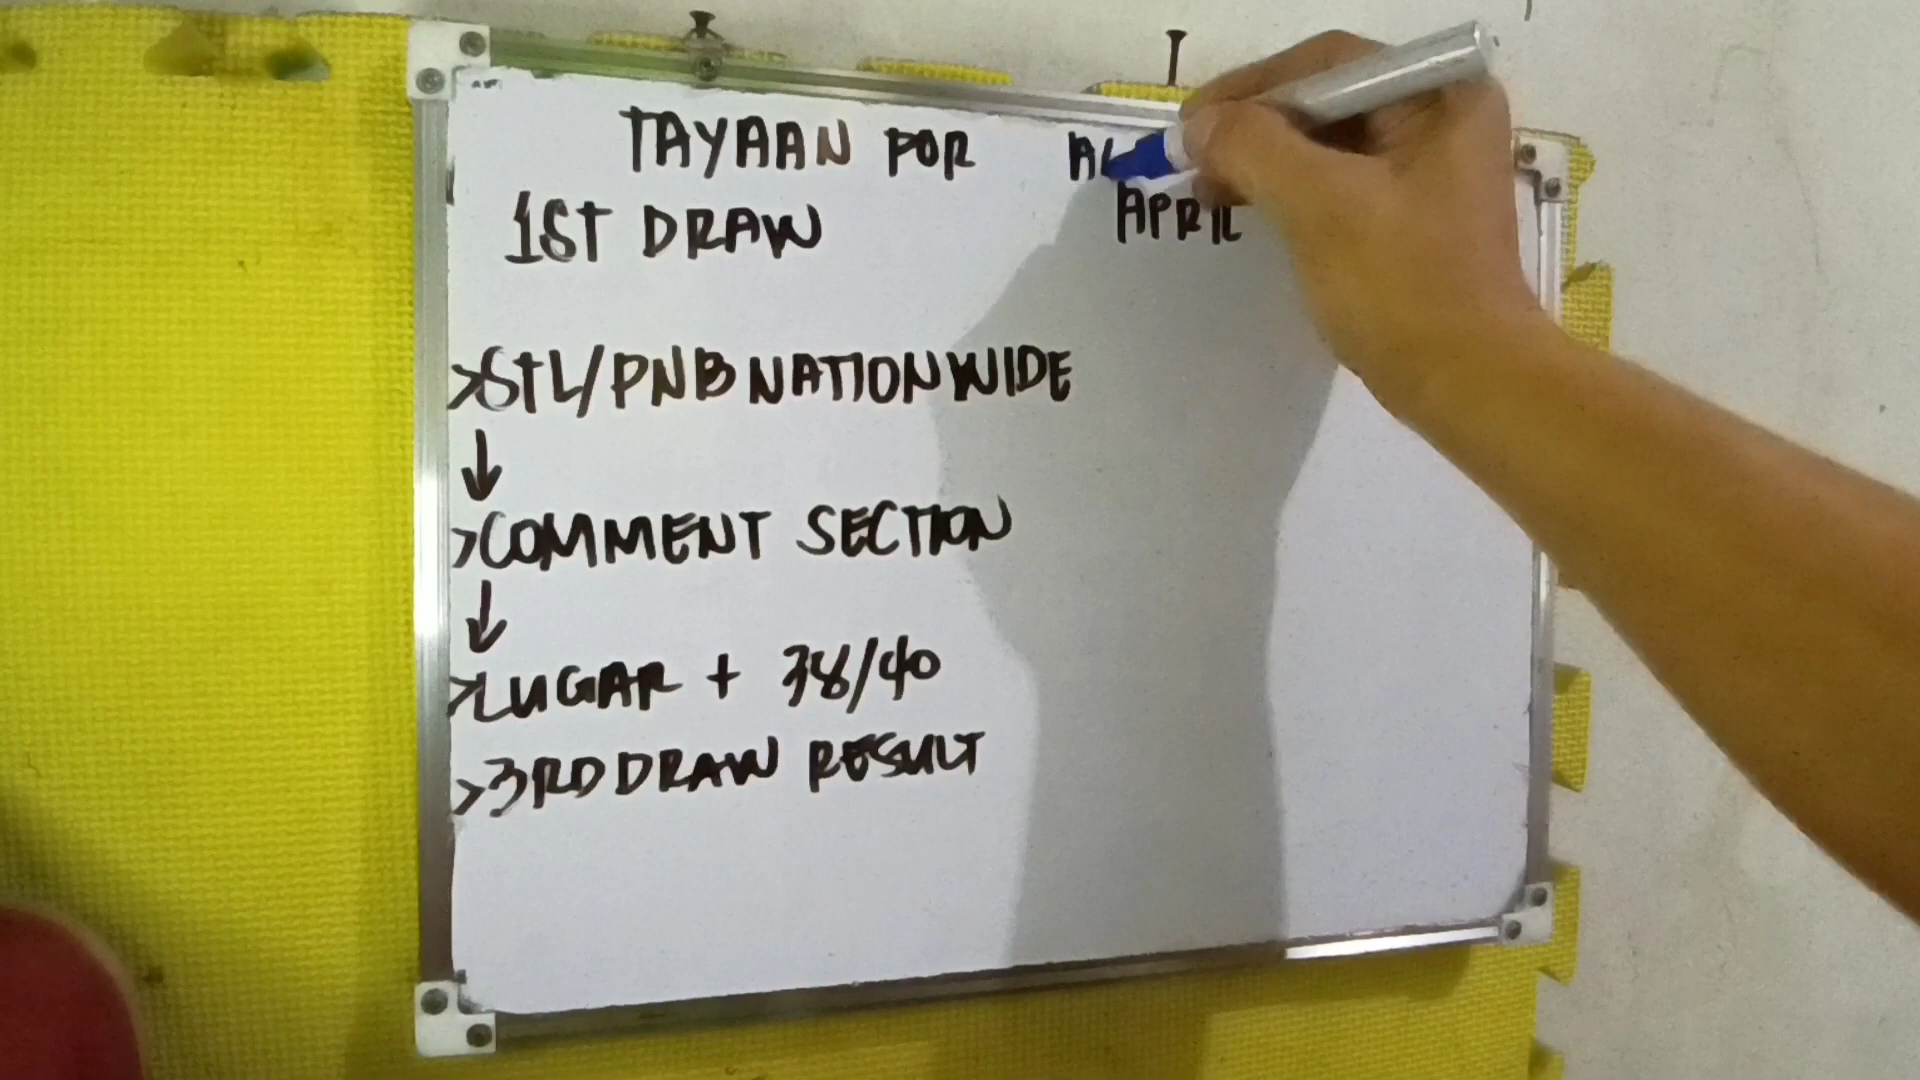 TAYAAN POR
1ST DRAW APRIL
>STL/PNB NATIONWIDE
↓
>COMMENT SECTION
↓
>LUGAR + 38/40
>3RD DRAW RESULT